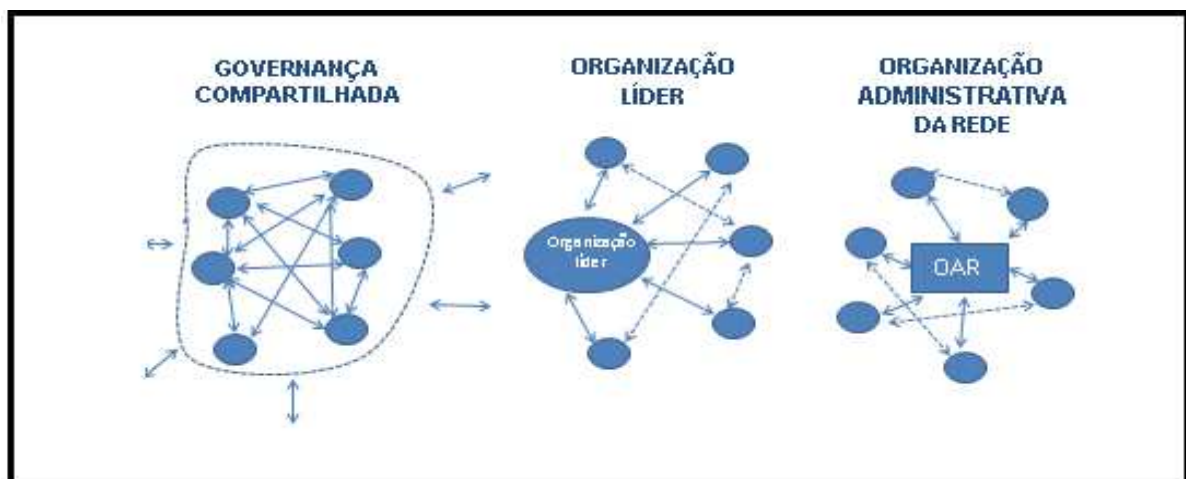 GOVERNANÇA
COMPARTILHADA
ORGANIZAÇÃO
LÍDER
ORGANIZAÇÃO
ADMINISTRATIVA
DA REDE
Organização
líder
OAR